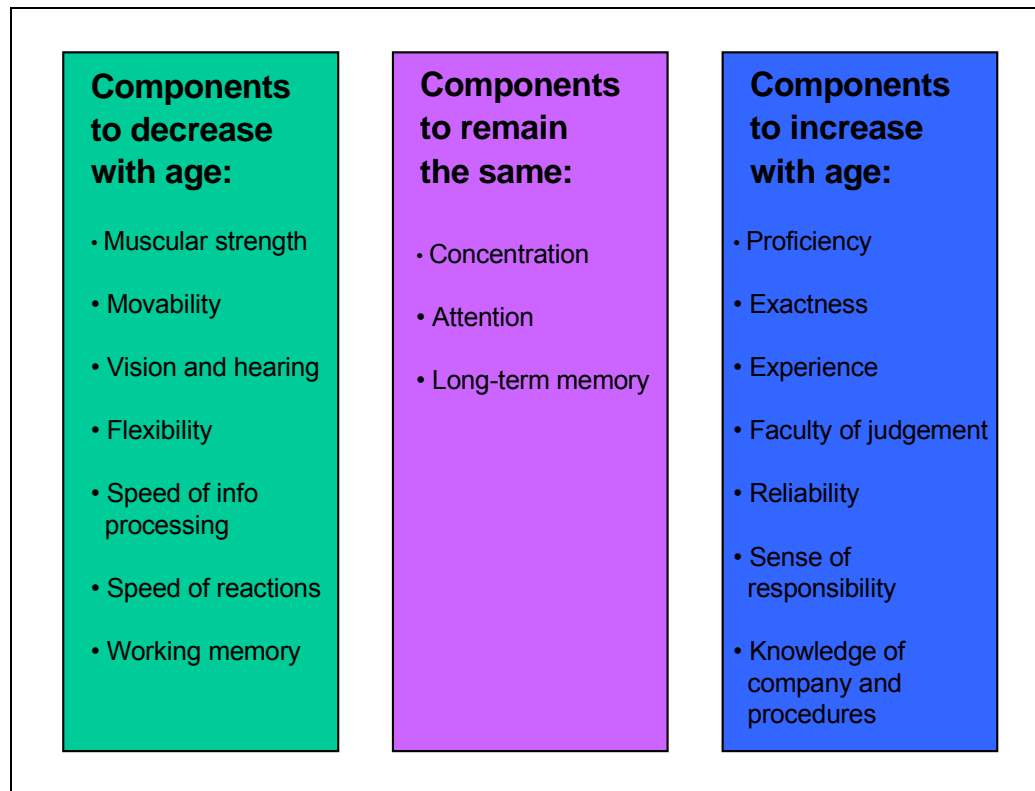 Components
to decrease
with age:
• Muscular strength
• Movability
• Vision and hearing
• Flexibility
• Speed of info
processing
• Speed of reactions
• Working memory
Components
to remain
the same:
• Concentration
• Attention
• Long-term memory
Components
to increase
with age:
• Proficiency
• Exactness
• Experience
• Faculty of judgement
• Reliability
• Sense of
responsibility
• Knowledge of
company and
procedures